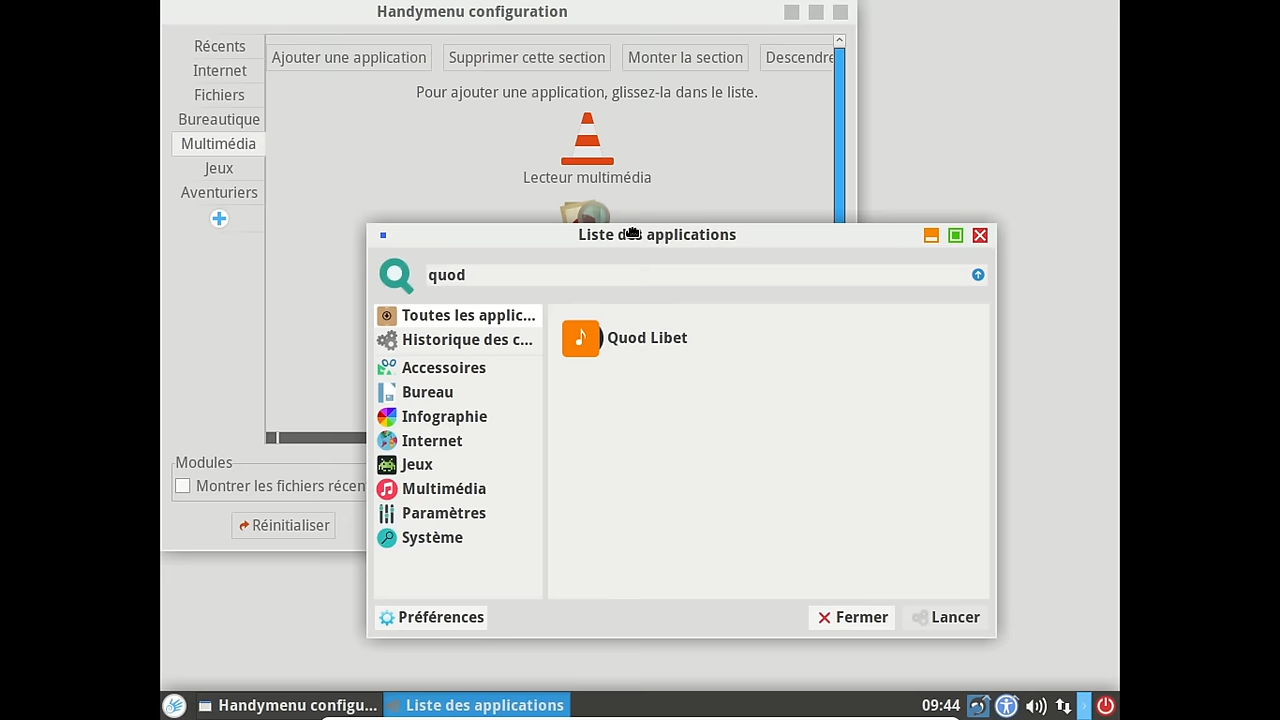 Handymenu configuration
Récents
Internet
Fichiers
Bureautique
Multimédia
Jeux
Aventuriers
Ajouter une application
Supprimer cette section
Monter la section
Descendre
Pour ajouter une application, glissez-la dans le liste.
Lecteur multimédia
Modules
Montrer les fichiers récen
Réinitialiser
Liste des applications
quod
Toutes les applic...
Historique des c...
Accessoires
Bureau
Infographie
Internet
Jeux
Multimédia
Paramètres
Système
Quod Libet
Préférences
Fermer
Lancer
Handymenu configu...
Liste des applications
09:44